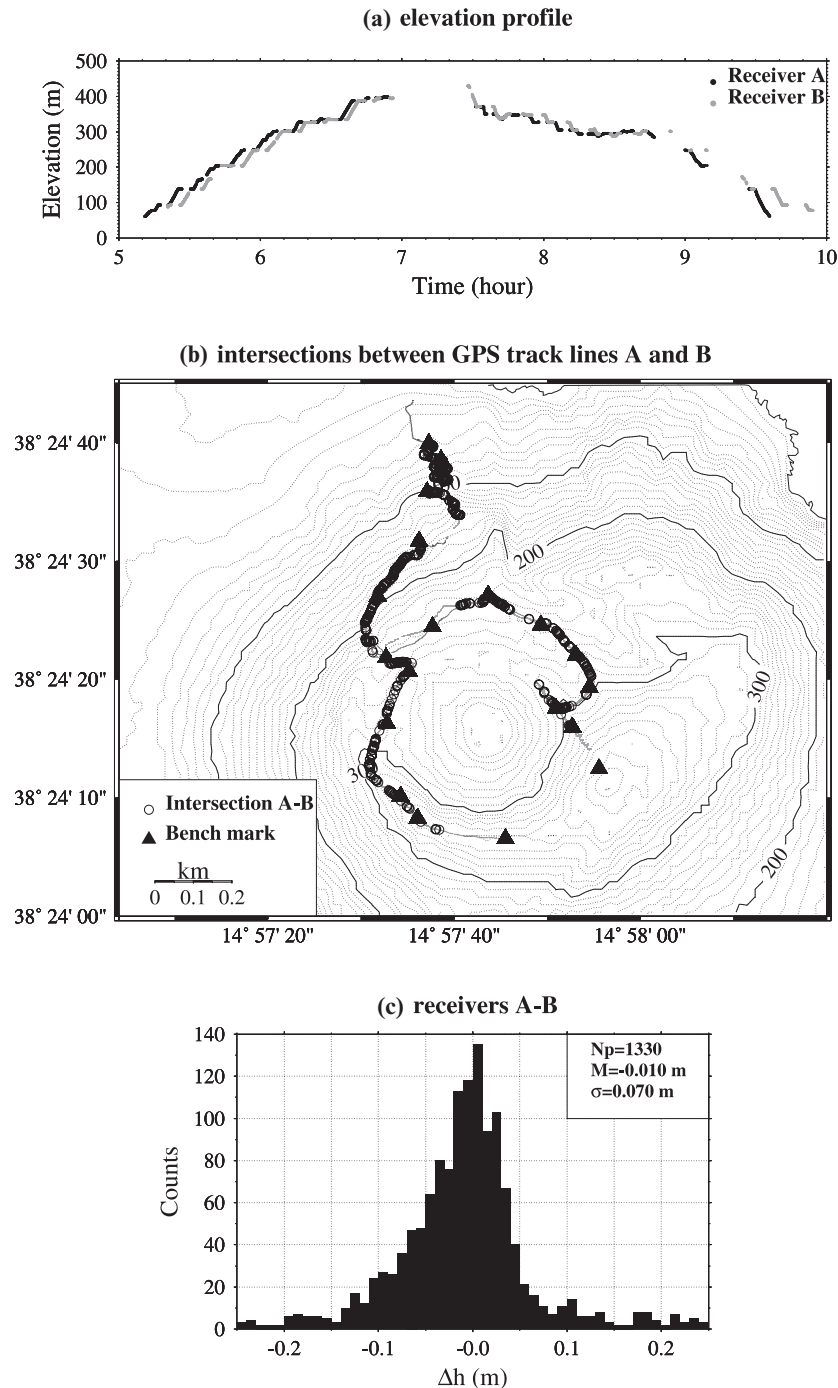 (a) elevation profile
500
400
300
200
100
0
Elevation (m)
Receiver A
Receiver B
5 6 7 8 9 10
Time (hour)
(b) intersections between GPS track lines A and B
38° 24' 40"
38° 24' 30"
38° 24' 20"
38° 24' 10"
38° 24' 00"
200
300
200
Intersection A-B
Bench mark
km
0 0.1 0.2
14° 57' 20" 14° 57' 40" 14° 58' 00"
(c) receivers A-B
140
120
100
80
60
40
20
0
Counts
Np=1330
M=-0.010 m
σ=0.070 m
-0.2 -0.1 -0.0 0.1 0.2
Δh (m)